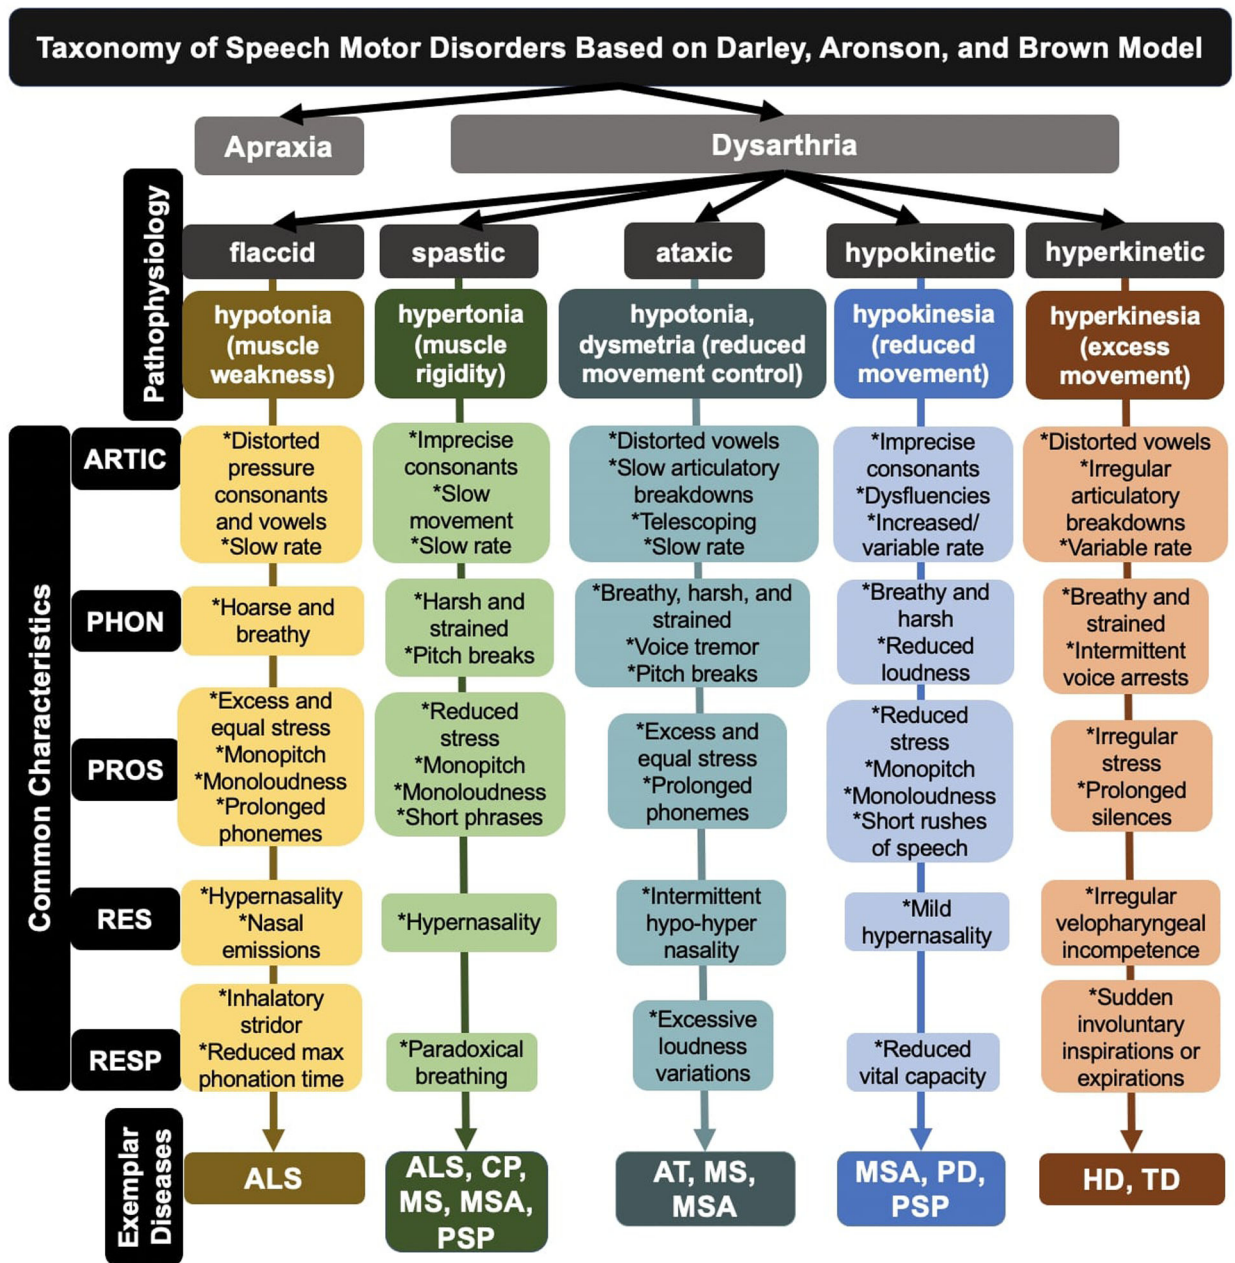 Taxonomy of Speech Motor Disorders Based on Darley, Aronson, and Brown Model
Apraxia
Dysarthria
Pathophysiology
flaccid
spastic
ataxic
hypokinetic
hyperkinetic
hypotonia
(muscle
weakness)
hypertonia
(muscle
rigidity)
hypotonia,
dysmetria (reduced
movement control)
hypokinesia
(reduced
movement)
hyperkinesia
(excess
movement)
Common Characteristics
ARTIC
*Distorted
pressure
consonants
and vowels
*Slow rate
*Imprecise
consonants
*Slow
movement
*Slow rate
*Distorted vowels
*Slow articulatory
breakdowns
*Telescoping
*Slow rate
*Imprecise
consonants
*Dysfluencies
*Increased/
variable rate
*Distorted vowels
*Irregular
articulatory
breakdowns
*Variable rate
PHON
*Hoarse and
breathy
*Harsh and
strained
*Pitch breaks
*Breathy, harsh, and
strained
*Voice tremor
*Pitch breaks
*Breathy and
harsh
*Reduced
loudness
*Breathy and
strained
*Intermittent
voice arrests
PROS
*Excess and
equal stress
*Monopitch
*Monoloudness
*Prolonged
phonemes
*Reduced
stress
*Monopitch
*Monoloudness
*Short phrases
*Excess and
equal stress
*Prolonged
phonemes
*Reduced
stress
*Monopitch
*Monoloudness
*Short rushes
of speech
*Irregular
stress
*Prolonged
silences
RES
*Hypernasality
*Nasal
emissions
*Hypernasality
*Intermittent
hypo-hyper
nasality
*Mild
hypernasality
*Irregular
velopharyngeal
incompetence
RESP
*Inhalatory
stridor
*Reduced max
phonation time
*Paradoxical
breathing
*Excessive
loudness
variations
*Reduced
vital capacity
*Sudden
involuntary
inspirations or
expirations
Exemplar
Diseases
ALS
ALS, CP,
MS, MSA,
PSP
AT, MS,
MSA
MSA, PD,
PSP
HD, TD